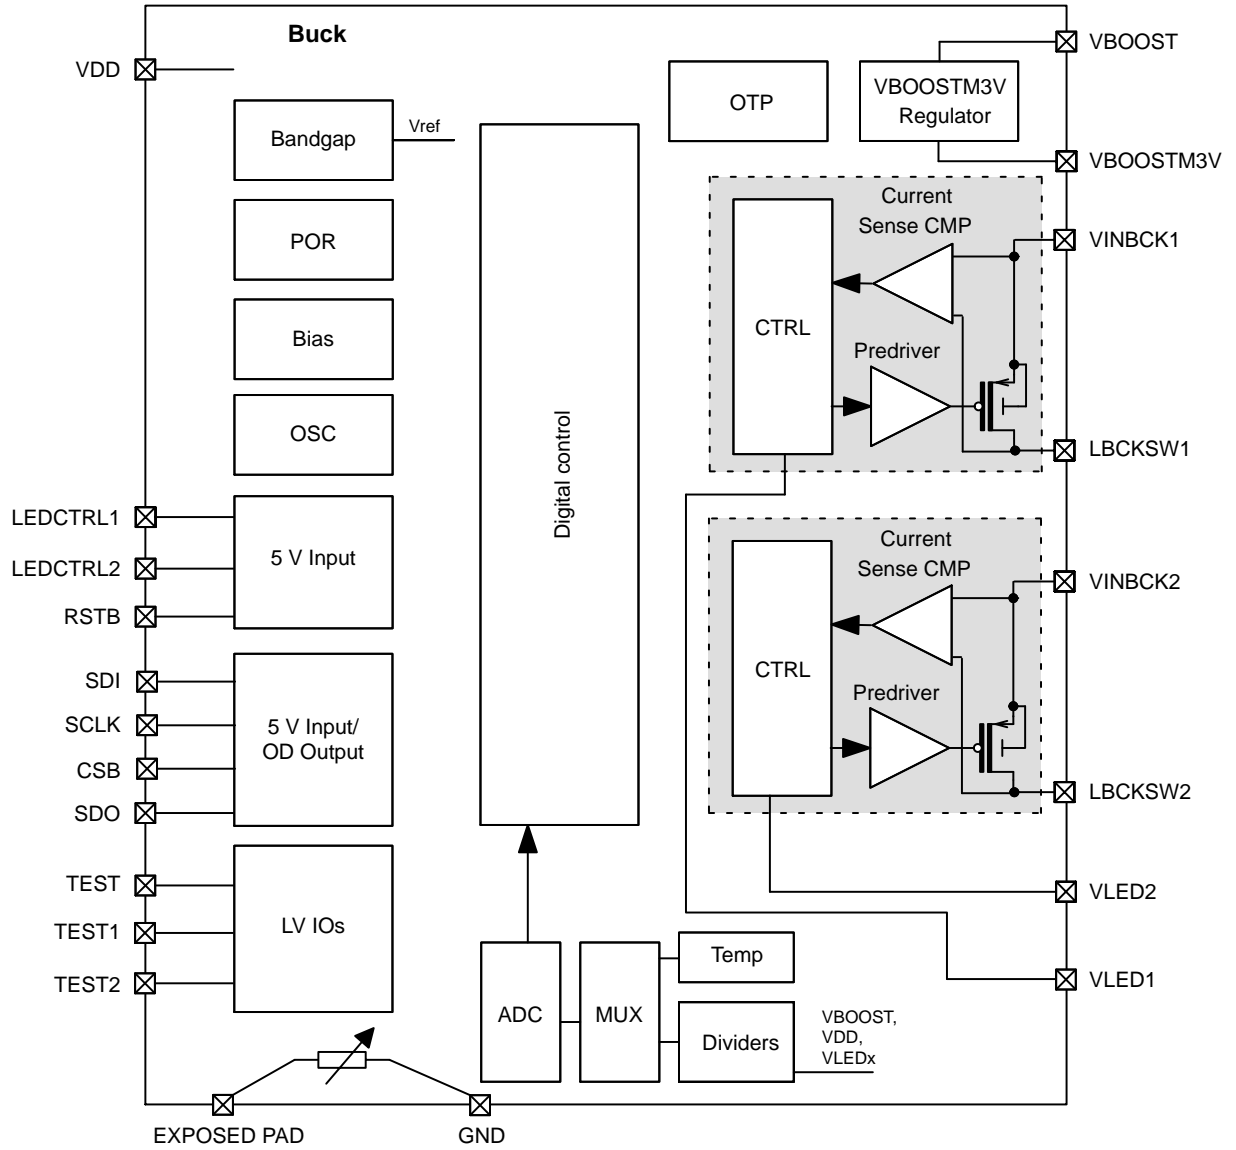 Buck
VDD
VBOOST
VBOOSTM3V
Regulator
OTP
Bandgap
Vref
VBOOSTM3V
Current
Sense CMP
VINBCK1
POR
CTRL
Bias
Predriver
OSC
LBCKSW1
Digital control
LEDCTRL1
LEDCTRL2
RSTB
5 V Input
Current
Sense CMP
VINBCK2
SDI
SCLK
CSB
SDO
5 V Input/
OD Output
CTRL
Predriver
LBCKSW2
TEST
TEST1
TEST2
LV IOs
VLED2
VLED1
ADC
MUX
Temp
Dividers
VBOOST,
VDD,
VLEDx
EXPOSED PAD
GND